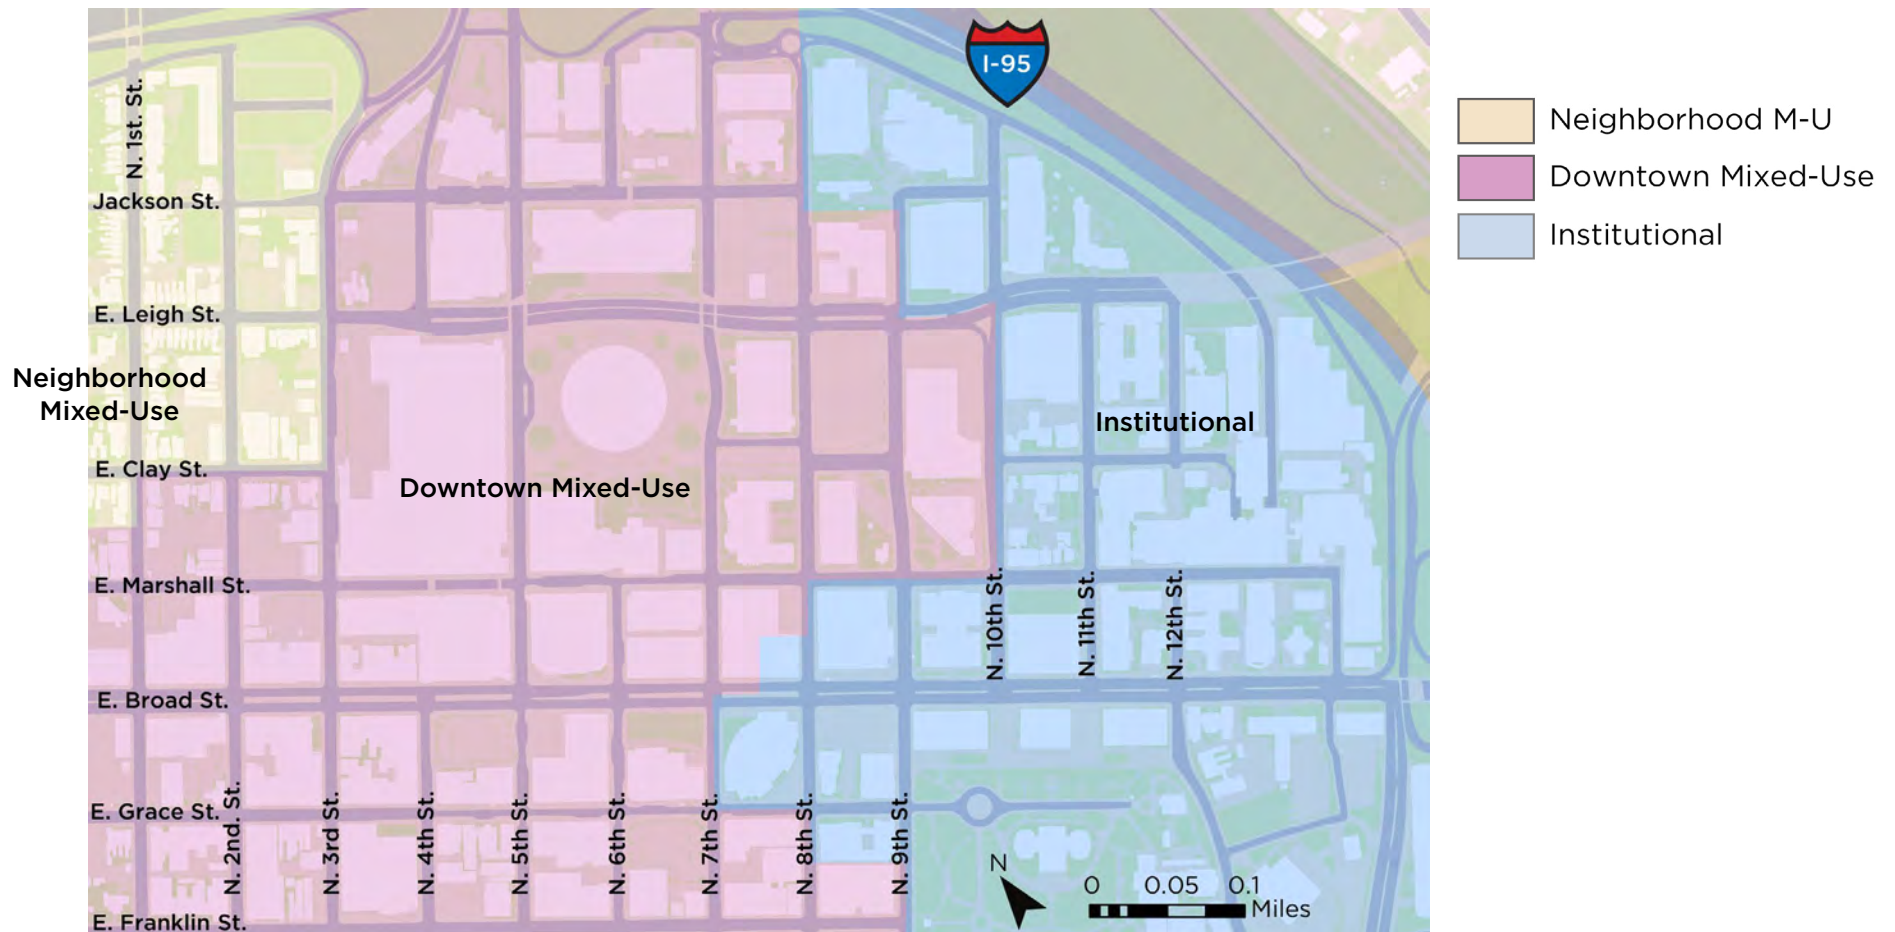 I-95
N. 1st. St.
Jackson St.
E. Leigh St.
Neighborhood
Mixed-Use
E. Clay St.
Downtown Mixed-Use
Institutional
E. Marshall St.
N. 10th St.
N. 11th St.
N. 12th St.
E. Broad St.
E. Grace St.
N. 2nd. St.
N. 3rd St.
N. 4th St.
N. 5th St.
N. 6th St.
N. 7th St.
N. 8th St.
N. 9th St.
E. Franklin St.
N
0 0.05 0.1
Miles
Neighborhood M-U
Downtown Mixed-Use
Institutional